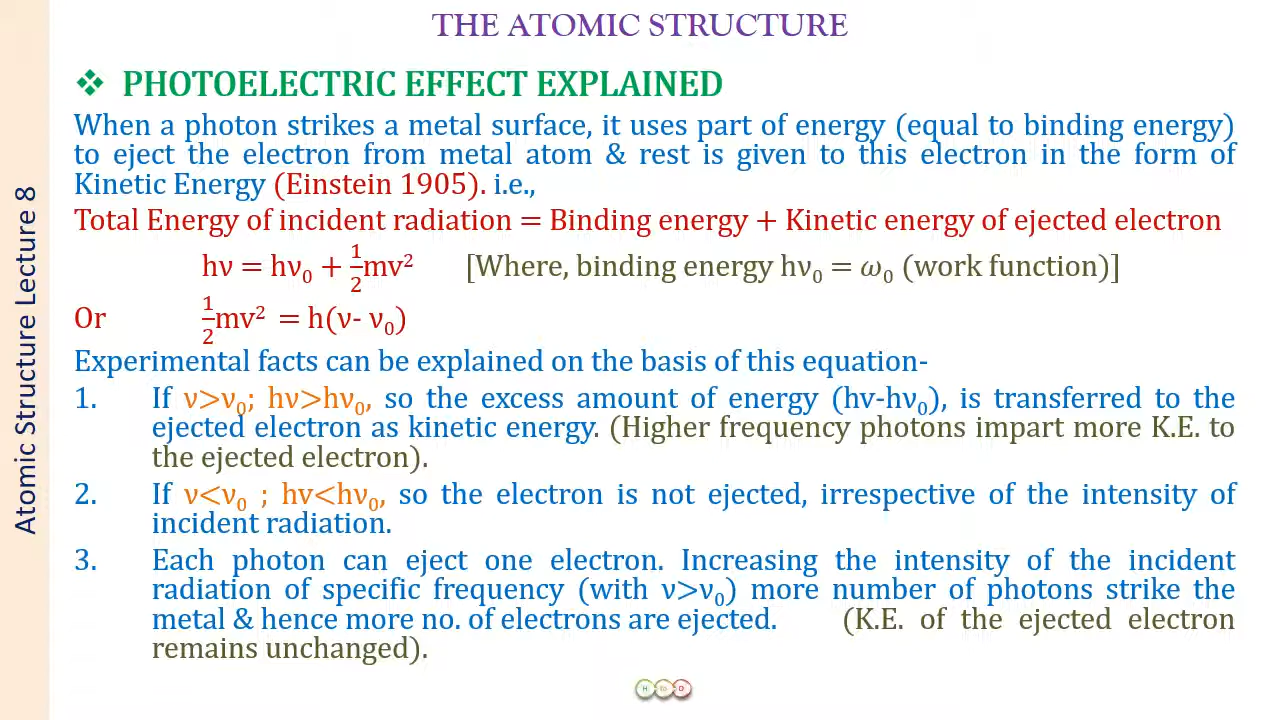 THE ATOMIC STRUCTURE
❖ PHOTOELECTRIC EFFECT EXPLAINED
When a photon strikes a metal surface, it uses part of energy (equal to binding energy)
to eject the electron from metal atom & rest is given to this electron in the form of
Kinetic Energy (Einstein 1905). i.e.,
Total Energy of incident radiation = Binding energy + Kinetic energy of ejected electron
hν = hν₀ + ½mv² [Where, binding energy hν₀ = ω₀ (work function)]
Or ½mv² = h(ν- ν₀)
Experimental facts can be explained on the basis of this equation-
1. If ν>ν₀; hν>hν₀, so the excess amount of energy (hν-hν₀), is transferred to the
ejected electron as kinetic energy. (Higher frequency photons impart more K.E. to
the ejected electron).
2. If ν<ν₀ ; hν<hν₀, so the electron is not ejected, irrespective of the intensity of
incident radiation.
3. Each photon can eject one electron. Increasing the intensity of the incident
radiation of specific frequency (with ν>ν₀) more number of photons strike the
metal & hence more no. of electrons are ejected. (K.E. of the ejected electron
remains unchanged).
Atomic Structure Lecture 8
H to O